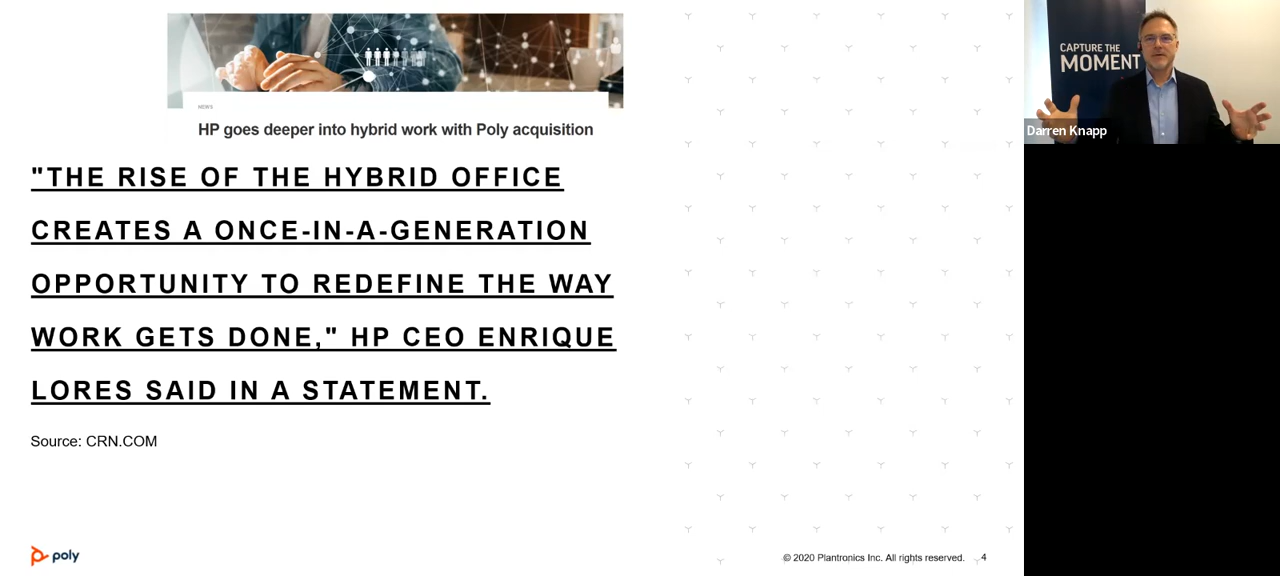 NEWS
HP goes deeper into hybrid work with Poly acquisition
"THE RISE OF THE HYBRID OFFICE
CREATES A ONCE-IN-A-GENERATION
OPPORTUNITY TO REDEFINE THE WAY
WORK GETS DONE," HP CEO ENRIQUE
LORES SAID IN A STATEMENT.
Source: CRN.COM
poly
© 2020 Plantronics Inc. All rights reserved. 4
CAPTURE THE
MOMENT
Darren Knapp